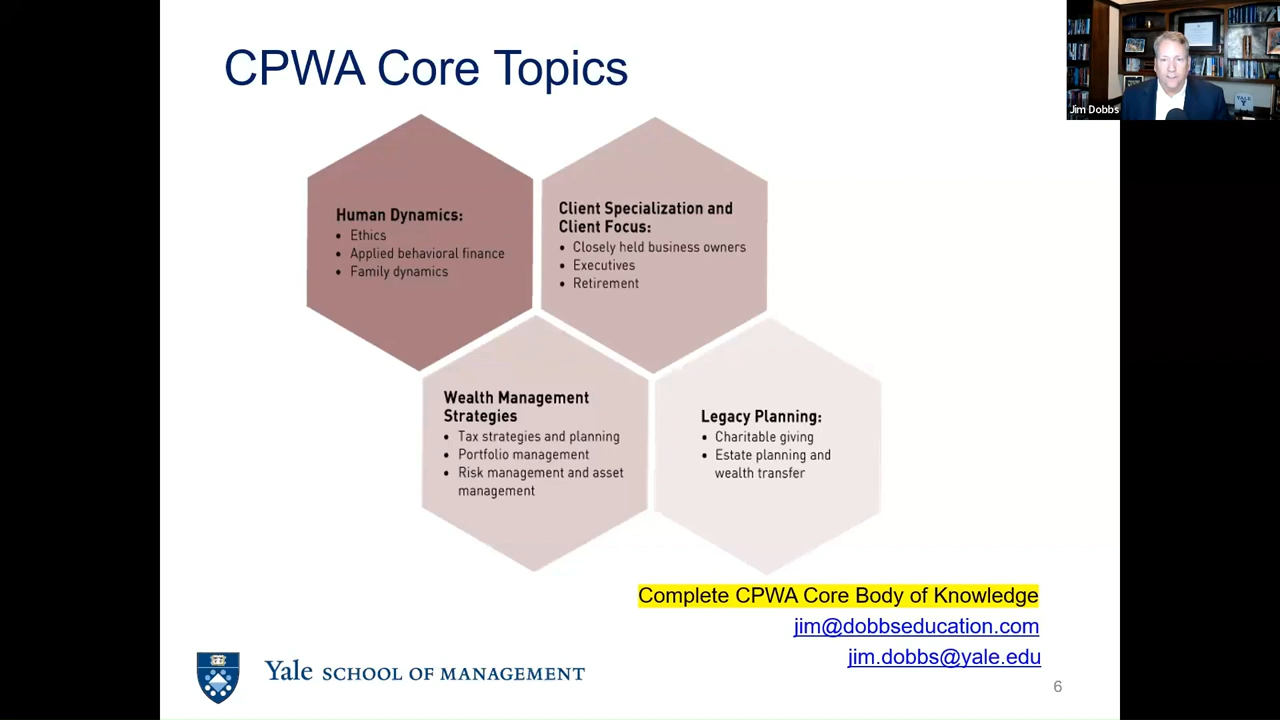 CPWA Core Topics
Jim Dobbs
Human Dynamics:
• Ethics
• Applied behavioral finance
• Family dynamics
Client Specialization and
Client Focus:
• Closely held business owners
• Executives
• Retirement
Wealth Management
Strategies
• Tax strategies and planning
• Portfolio management
• Risk management and asset
management
Legacy Planning:
• Charitable giving
• Estate planning and
wealth transfer
Complete CPWA Core Body of Knowledge
jim@dobbseducation.com
jim.dobbs@yale.edu
Yale SCHOOL OF MANAGEMENT
6
YALE